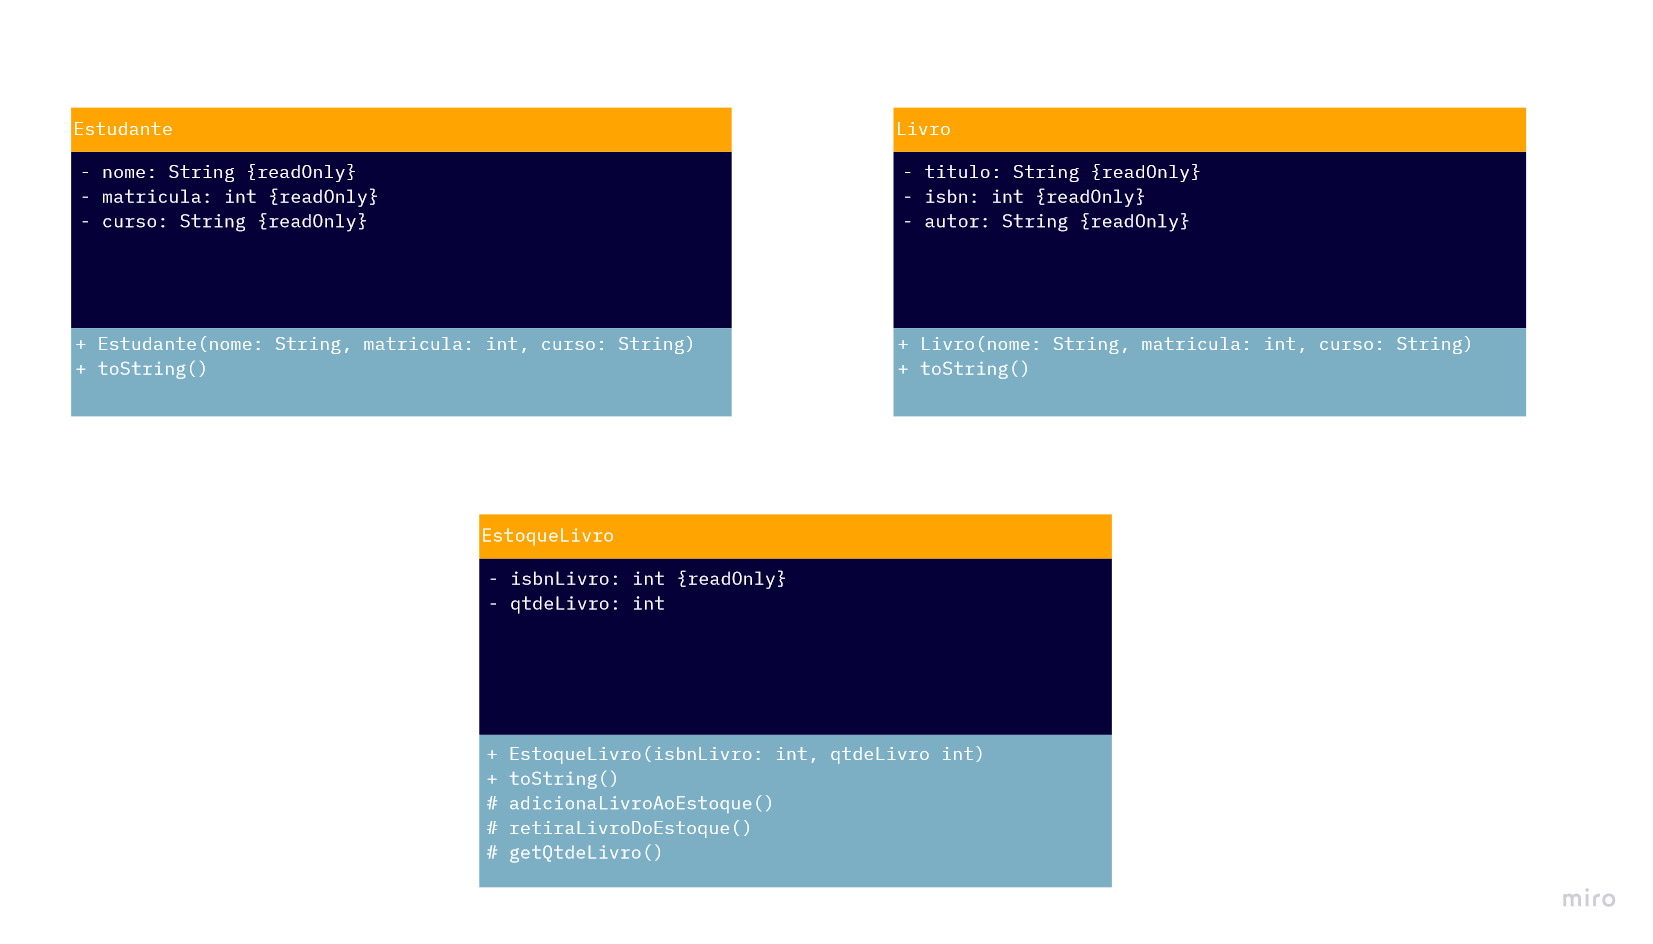 Estudante
- nome: String {readOnly}
- matricula: int {readOnly}
- curso: String {readOnly}
+ Estudante(nome: String, matricula: int, curso: String)
+ toString()
Livro
- titulo: String {readOnly}
- isbn: int {readOnly}
- autor: String {readOnly}
+ Livro(nome: String, matricula: int, curso: String)
+ toString()
EstoqueLivro
- isbnLivro: int {readOnly}
- qtdeLivro: int
+ EstoqueLivro(isbnLivro: int, qtdeLivro int)
+ toString()
# adicionaLivroAoEstoque()
# retiraLivroDoEstoque()
# getQtdeLivro()
miro